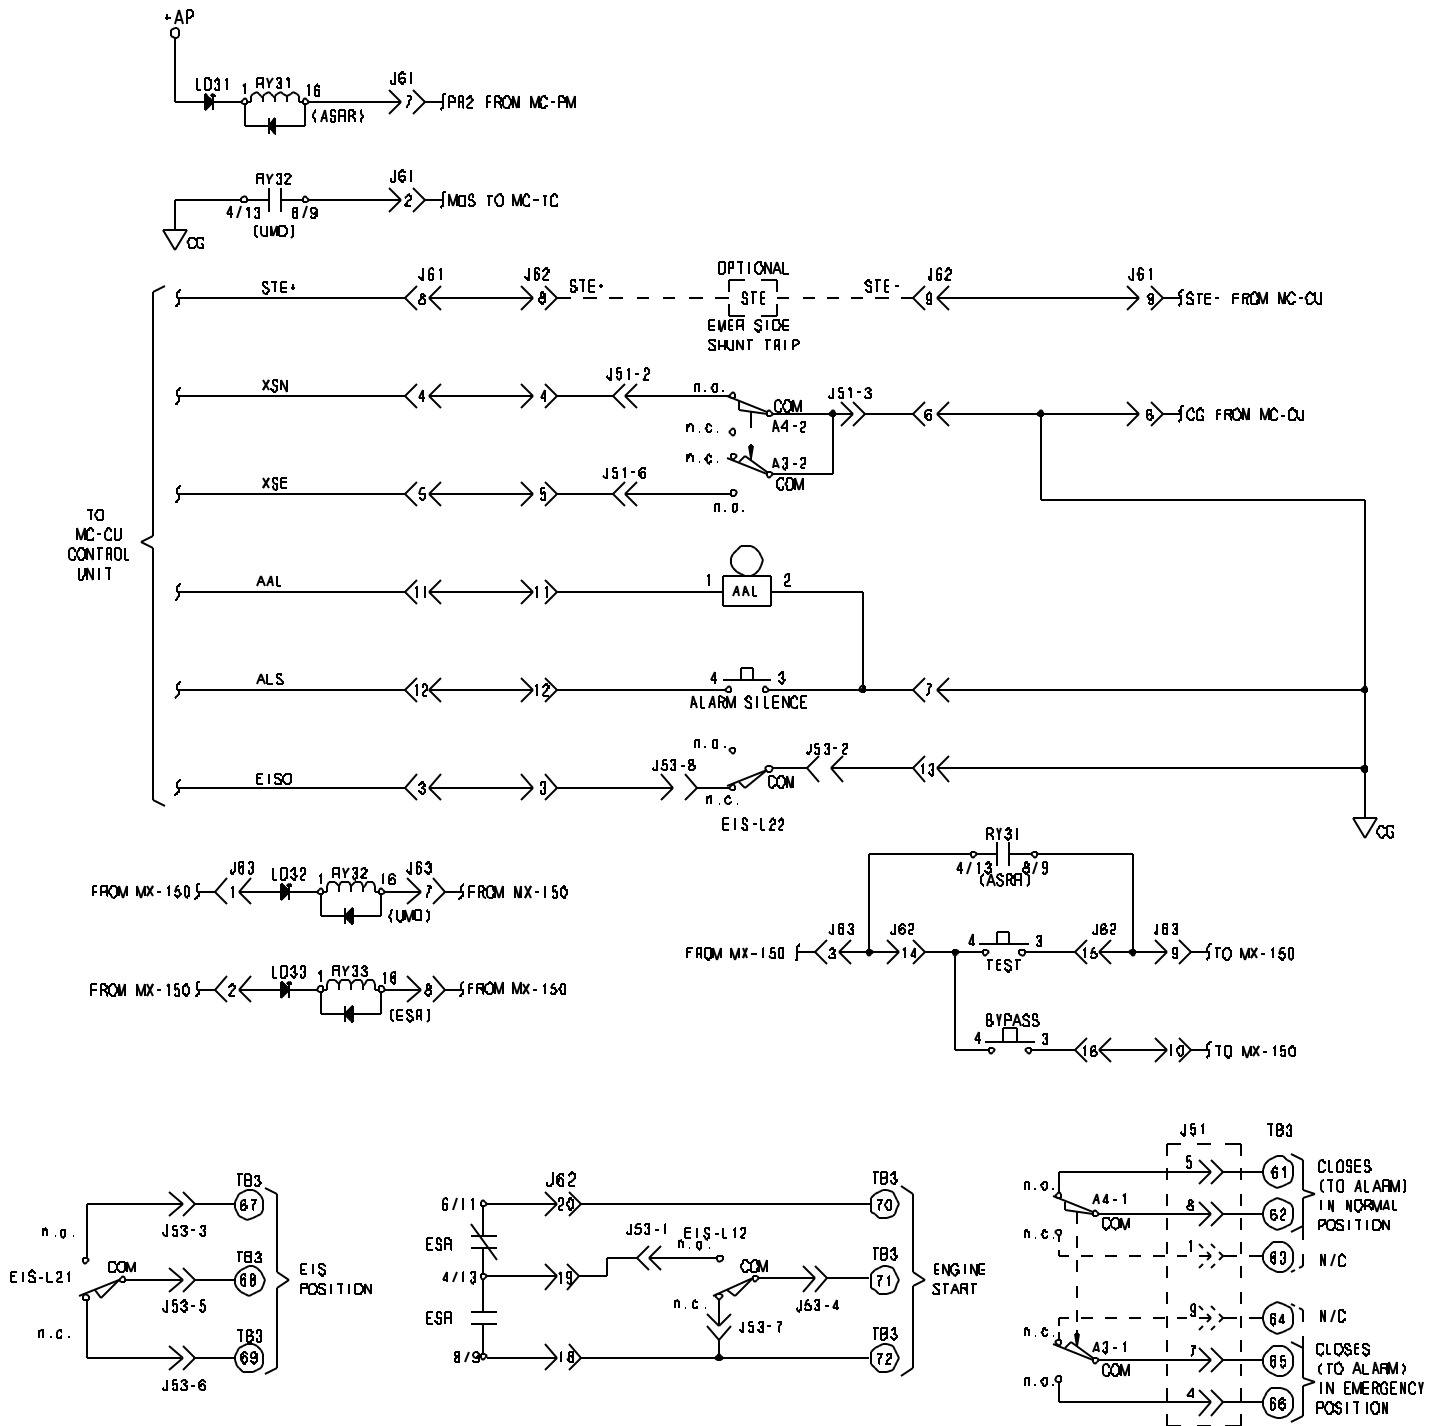 +AP
LD31 1 RY31 16 J61
7 PR2 FROM MC-PM
(ASRR)
RY32 J61
2 MDS TO MC-TC
4/13 8/9
(UMD)
CG
STE+ J61 J62 STE+ OPTIONAL STE- J62 J61
8 8 STE 9 9 STE- FROM MC-CU
EMER SIDE
SHUNT TRIP
XSN 4 4 J51-2 n.o. COM J51-3
A4-2 6 6 CG FROM MC-CU
n.c.
n.c. A3-2
XSE 5 5 J51-6 COM
n.o.
TO
MC-CU
CONTROL
UNIT
AAL 11 11 1 AAL 2
ALS 12 12 4 3 7
ALARM SILENCE
n.o. J53-2
EISO 3 3 J53-8 COM 13
n.c.
EIS-L22
CG
J63 LD32 1 RY32 16 J63
FROM MX-150 1 7 FROM MX-150
(UMD)
LD33 1 RY33 16
FROM MX-150 2 8 FROM MX-150
(ESR)
RY31
4/13 8/9
(ASRR)
J63 J62 4 3 J62 J63
FROM MX-150 3 14 TEST 15 9 TO MX-150
BYPASS
4 3 16 10 TO MX-150
TB3
67
J53-3
n.o.
EIS-L21 COM TB3
68
J53-5
n.c.
TB3
69
J53-6
EIS
POSITION
6/11 J62 20 TB3
70
ESR J53-1 EIS-L12
n.o.
4/13 19 COM TB3
71
J53-4
ESR n.c.
J53-7
8/9 18 TB3
72
ENGINE
START
J51 TB3
5 61 CLOSES
(TO ALARM)
IN NORMAL
POSITION
n.o. A4-1
COM 8 62
n.c. 1 63 N/C
9 64 N/C
n.c. A3-1
COM 7 65 CLOSES
(TO ALARM)
IN EMERGENCY
POSITION
n.o. 4 66